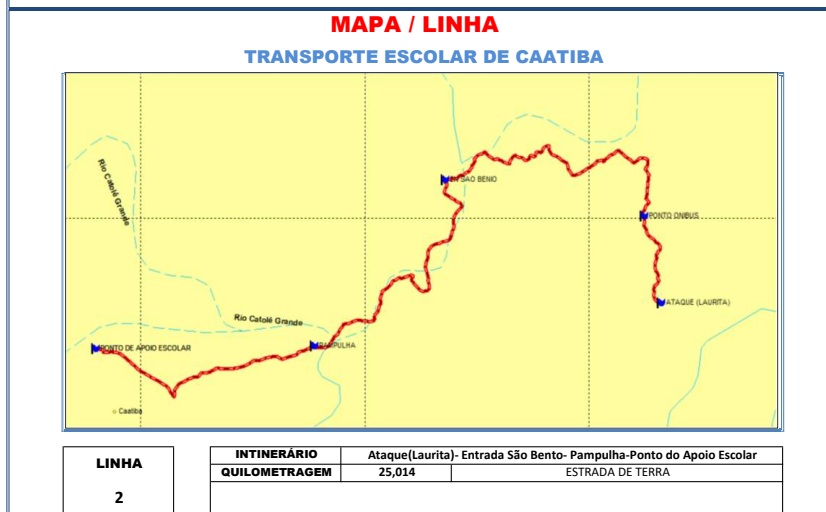 MAPA / LINHA
TRANSPORTE ESCOLAR DE CAATIBA
Rio Catolé Grande
SÃO BENIO
PONTO ONIBUS
ATAQUE (LAURITA)
Rio Catolé Grande
PONTO DE APOIO ESCOLAR
PAMPULHA
Caatiba
LINHA
2
INTINERÁRIO Ataque(Laurita)- Entrada São Bento- Pampulha-Ponto do Apoio Escolar
QUILOMETRAGEM 25,014 ESTRADA DE TERRA